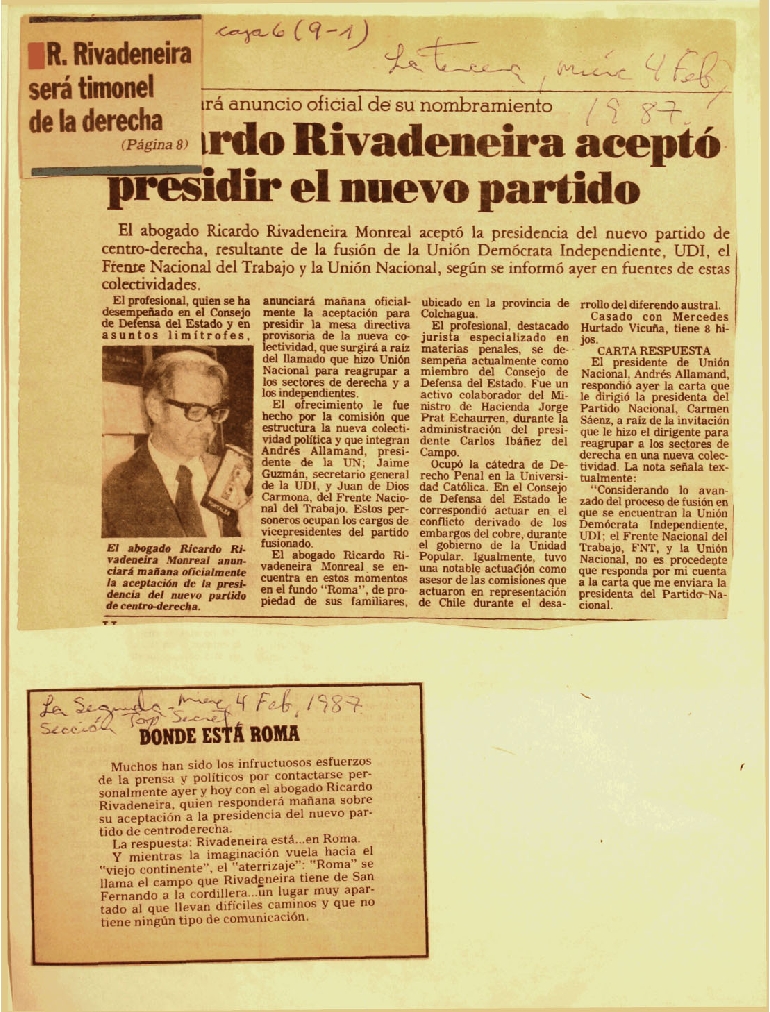 R. Rivadeneira
será timonel
de la derecha
(Página 8)
caja 6 (9-1)
La Tercera, miérc 4 Feb,
1987.
ará anuncio oficial de su nombramiento
ardo Rivadeneira aceptó
presidir el nuevo partido
El abogado Ricardo Rivadeneira Monreal aceptó la presidencia del nuevo partido de
centro-derecha, resultante de la fusión de la Unión Demócrata Independiente, UDI, el
Frente Nacional del Trabajo y la Unión Nacional, según se informó ayer en fuentes de estas
colectividades.
El profesional, quien se ha
desempeñado en el Consejo
de Defensa del Estado y en
asuntos limítrofes,
El abogado Ricardo Ri-
vadeneira Monreal anun-
ciará mañana oficialmente
la aceptación de la presi-
dencia del nuevo partido
de centro-derecha.
anunciará mañana oficial-
mente la aceptación para
presidir la mesa directiva
provisoria de la nueva co-
lectividad, que surgirá a raíz
del llamado que hizo Unión
Nacional para reagrupar a
los sectores de derecha y a
los independientes.
El ofrecimiento le fue
hecho por la comisión que
estructura la nueva colecti-
vidad política y que integran
Andrés Allamand, presi-
dente de la UN; Jaime
Guzmán, secretario general
de la UDI, y Juan de Dios
Carmona, del Frente Nacio-
nal del Trabajo. Estos per-
soneros ocupan los cargos de
vicepresidentes del partido
fusionado.
El abogado Ricardo Ri-
vadeneira Monreal se en-
cuentra en estos momentos
en el fundo "Roma", de pro-
piedad de sus familiares,
ubicado en la provincia de
Colchagua.
El profesional, destacado
jurista especializado en
materias penales, se de-
sempeña actualmente como
miembro del Consejo de
Defensa del Estado. Fue un
activo colaborador del Mi-
nistro de Hacienda Jorge
Prat Echaurren, durante la
administración del presi-
dente Carlos Ibáñez del
Campo.
Ocupó la cátedra de De-
recho Penal en la Universi-
dad Católica. En el Consejo
de Defensa del Estado le
correspondió actuar en el
conflicto derivado de los
embargos del cobre, durante
el gobierno de la Unidad
Popular. Igualmente, tuvo
una notable actuación como
asesor de las comisiones que
actuaron en representación
de Chile durante el desa-
rrollo del diferendo austral.
Casado con Mercedes
Hurtado Vicuña, tiene 8 hi-
jos.
CARTA RESPUESTA
El presidente de Unión
Nacional, Andrés Allamand,
respondió ayer la carta que
le dirigió la presidenta del
Partido Nacional, Carmen
Sáenz, a raíz de la invitación
que le hizo el dirigente para
reagrupar a los sectores de
derecha en una nueva colec-
tividad. La nota señala tex-
tualmente:
"Considerando lo avan-
zado del proceso de fusión en
que se encuentran la Unión
Demócrata Independiente,
UDI; el Frente Nacional del
Trabajo, FNT, y la Unión
Nacional, no es procedente
que responda por mi cuenta
a la carta que me enviara la
presidenta del Partido Na-
cional.
La Segunda - miérc 4 Feb, 1987
Sección Top Secret.
DONDE ESTÁ ROMA
Muchos han sido los infructuosos esfuerzos
de la prensa y políticos por contactarse per-
sonalmente ayer y hoy con el abogado Ricardo
Rivadeneira, quien responderá mañana sobre
su aceptación a la presidencia del nuevo par-
tido de centroderecha.
La respuesta: Rivadeneira está...en Roma.
Y mientras la imaginación vuela hacia el
"viejo continente", el "aterrizaje": "Roma" se
llama el campo que Rivadeneira tiene de San
Fernando a la cordillera...un lugar muy apar-
tado al que llevan difíciles caminos y que no
tiene ningún tipo de comunicación.